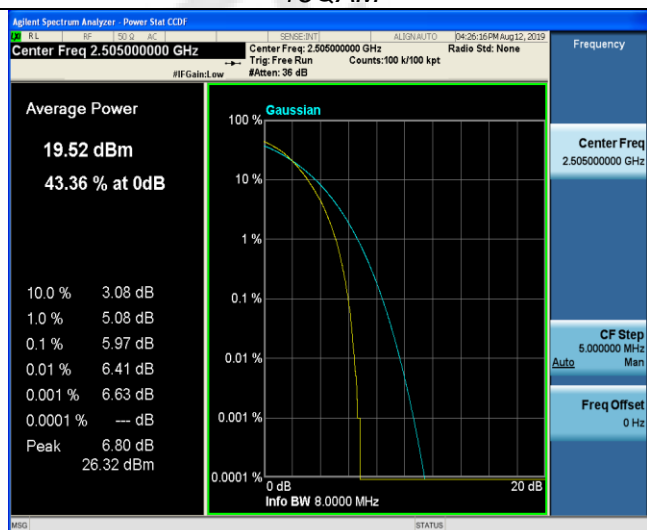 Agilent Spectrum Analyzer - Power Stat CCDF
RL RF 50 Ω AC SENSE:INT ALIGNAUTO 04:26:16PM Aug 12, 2019
Center Freq 2.505000000 GHz
Center Freq: 2.505000000 GHz Radio Std: None
Trig: Free Run Counts:100 k/100 kpt
#IFGain:Low #Atten: 36 dB
Frequency
Average Power
19.52 dBm
43.36 % at 0dB
10.0 % 3.08 dB
1.0 % 5.08 dB
0.1 % 5.97 dB
0.01 % 6.41 dB
0.001 % 6.63 dB
0.0001 % --- dB
Peak 6.80 dB
26.32 dBm
Gaussian
100 %
10 %
1 %
0.1 %
0.01 %
0.001 %
0.0001 %
0 dB 20 dB
Info BW 8.0000 MHz
Center Freq
2.505000000 GHz
CF Step
5.000000 MHz
Auto Man
Freq Offset
0 Hz
MSG STATUS